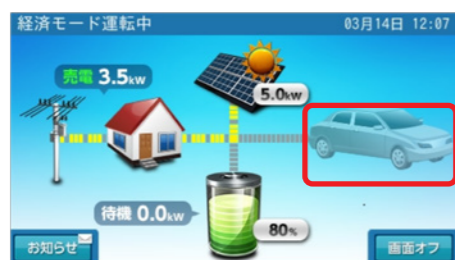 経済モード運転中 03月14日 12:07
売電 3.5kw
5.0kw
待機 0.0kw
80%
お知らせ 画面オフ